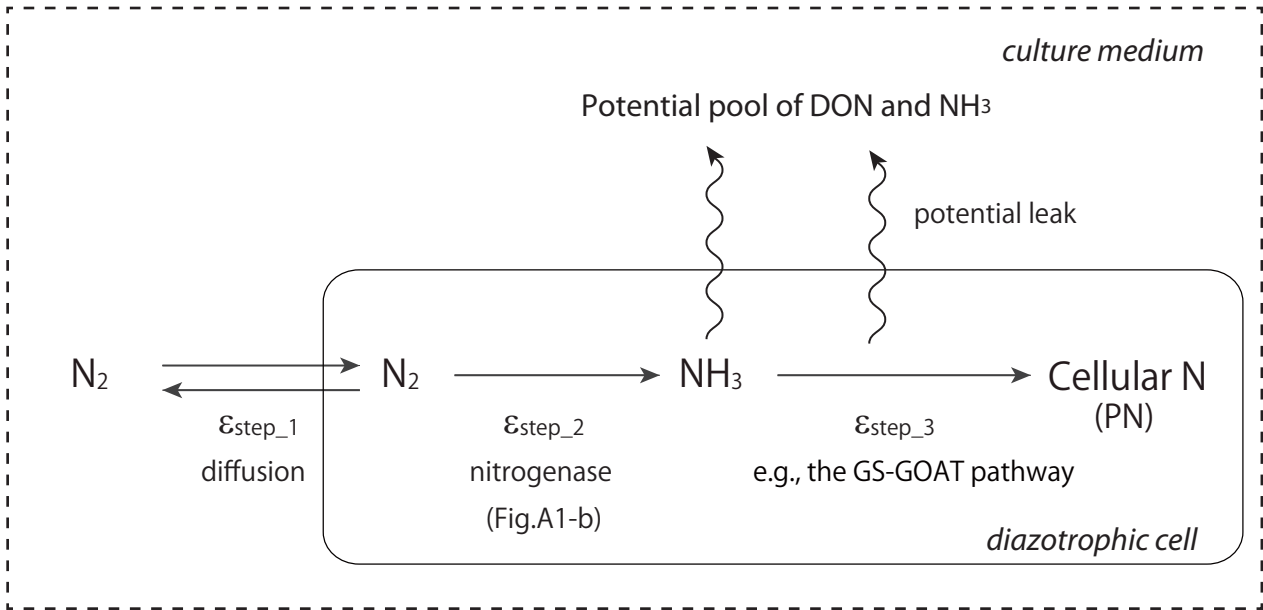 culture medium
Potential pool of DON and NH3
potential leak
N2
N2
NH3
Cellular N
(PN)
εstep_1
εstep_2
εstep_3
diffusion
nitrogenase
e.g., the GS-GOAT pathway
(Fig.A1-b)
diazotrophic cell